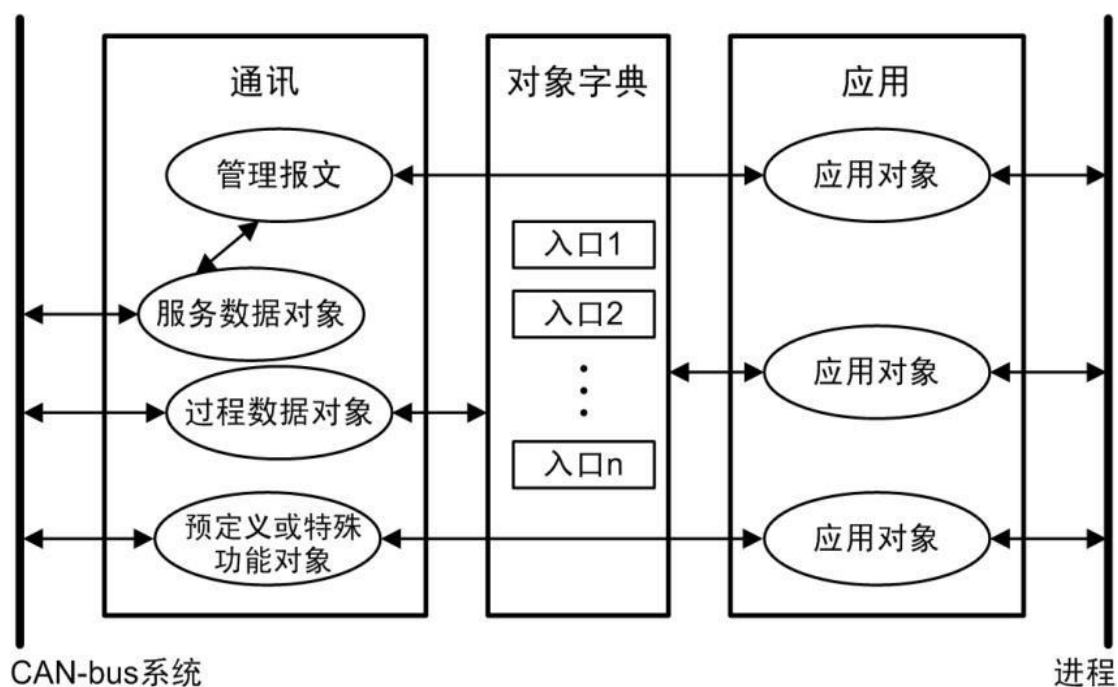 通讯
对象字典
应用
管理报文
应用对象
入口1
服务数据对象
入口2
应用对象
过程数据对象
入口n
预定义或特殊
功能对象
应用对象
CAN-bus系统
进程